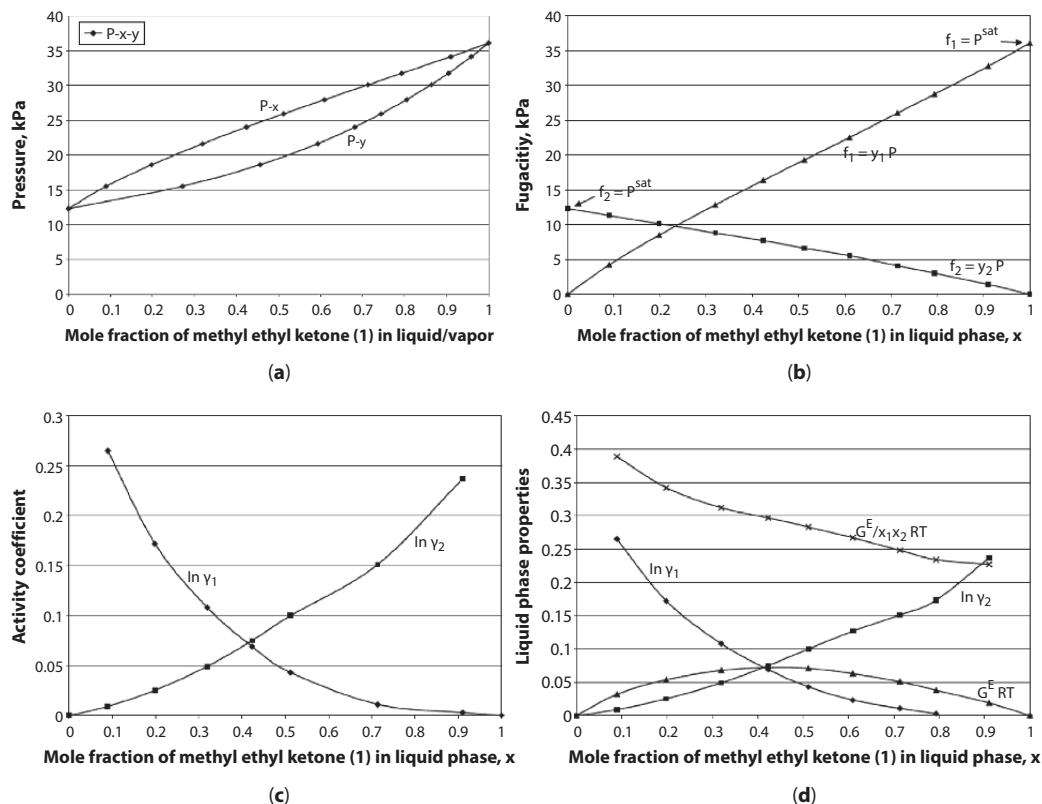 40
35
30
25
20
15
10
5
0
Pressure, kPa
P-x-y
P-x
P-y
0 0.1 0.2 0.3 0.4 0.5 0.6 0.7 0.8 0.9 1
Mole fraction of methyl ethyl ketone (1) in liquid/vapor
(a)
40
35
30
25
20
15
10
5
0
Fugacitiy, kPa
f1 = P^sat
f1 = y1 P
f2 = P^sat
f2 = y2 P
0 0.1 0.2 0.3 0.4 0.5 0.6 0.7 0.8 0.9 1
Mole fraction of methyl ethyl ketone (1) in liquid phase, x
(b)
0.3
0.25
0.2
0.15
0.1
0.05
0
Activity coefficient
In γ1
In γ2
0 0.1 0.2 0.3 0.4 0.5 0.6 0.7 0.8 0.9 1
Mole fraction of methyl ethyl ketone (1) in liquid phase, x
(c)
0.45
0.4
0.35
0.3
0.25
0.2
0.15
0.1
0.05
0
Liquid phase properties
G^E/x1x2 RT
In γ1
In γ2
G^E RT
0 0.1 0.2 0.3 0.4 0.5 0.6 0.7 0.8 0.9 1
Mole fraction of methyl ethyl ketone (1) in liquid phase, x
(d)